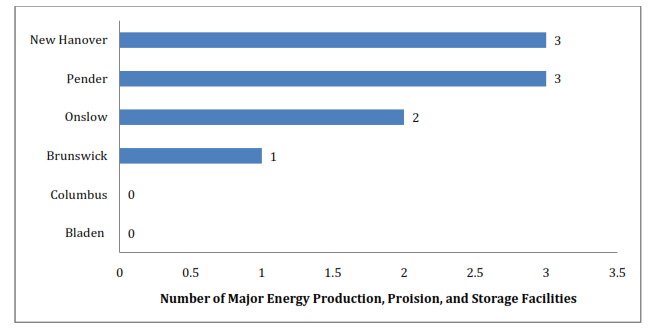 New Hanover 3
Pender 3
Onslow 2
Brunswick 1
Columbus 0
Bladen 0
0 0.5 1 1.5 2 2.5 3 3.5
Number of Major Energy Production, Proision, and Storage Facilities